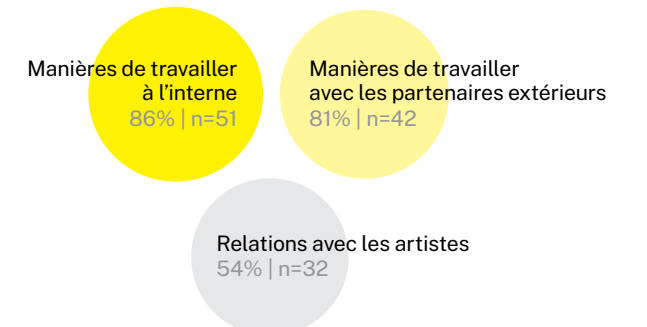 Manières de travailler
à l’interne
86% | n=51
Manières de travailler
avec les partenaires extérieurs
81% | n=42
Relations avec les artistes
54% | n=32